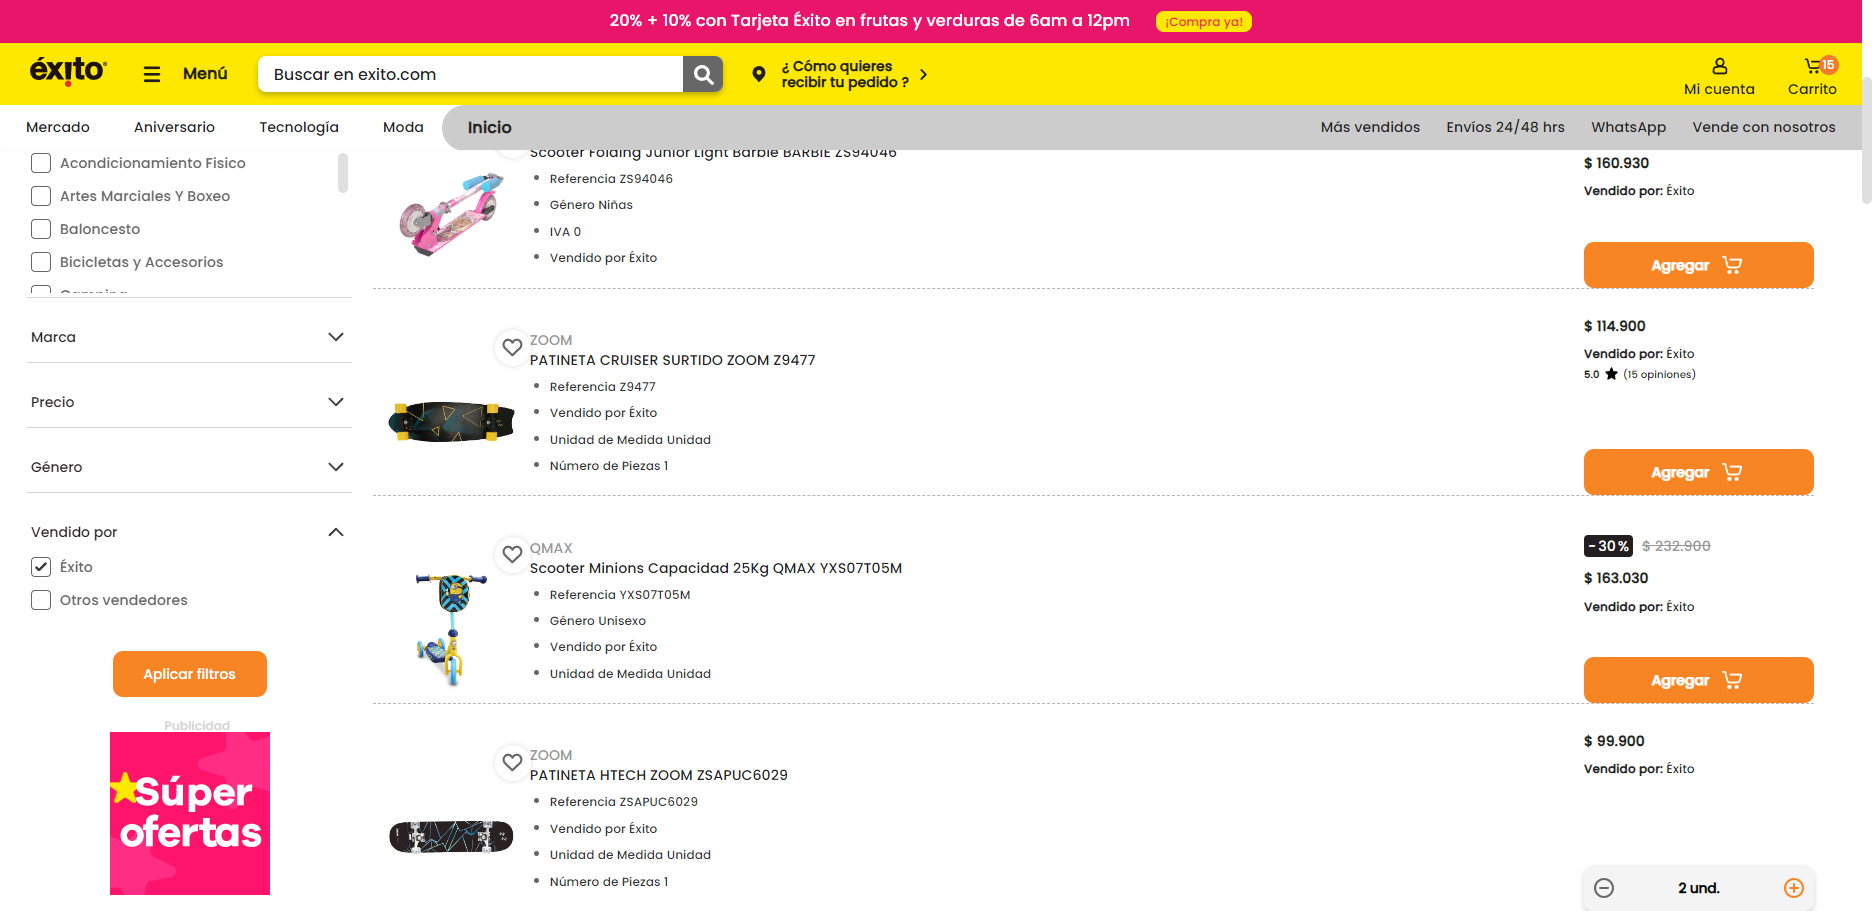 20% + 10% con Tarjeta Éxito en frutas y verduras de 6am a 12pm
¡Compra ya!
éxito
Menú
Buscar en exito.com
¿ Cómo quieres
recibir tu pedido ?
Mi cuenta
15
Carrito
Mercado
Aniversario
Tecnología
Moda
Inicio
Más vendidos
Envíos 24/48 hrs
WhatsApp
Vende con nosotros
Acondicionamiento Fisico
Artes Marciales Y Boxeo
Baloncesto
Bicicletas y Accesorios
Marca
Precio
Género
Vendido por
Éxito
Otros vendedores
Aplicar filtros
Publicidad
Súper
ofertas
Scooter Folding Junior Light Barbie BARBIE ZS94046
Referencia ZS94046
Género Niñas
IVA 0
Vendido por Éxito
$ 160.930
Vendido por: Éxito
Agregar
ZOOM
PATINETA CRUISER SURTIDO ZOOM Z9477
Referencia Z9477
Vendido por Éxito
Unidad de Medida Unidad
Número de Piezas 1
$ 114.900
Vendido por: Éxito
5.0 (15 opiniones)
Agregar
QMAX
Scooter Minions Capacidad 25Kg QMAX YXS07T05M
Referencia YXS07T05M
Género Unisexo
Vendido por Éxito
Unidad de Medida Unidad
-30% $ 232.900
$ 163.030
Vendido por: Éxito
Agregar
ZOOM
PATINETA HTECH ZOOM ZSAPUC6029
Referencia ZSAPUC6029
Vendido por Éxito
Unidad de Medida Unidad
Número de Piezas 1
$ 99.900
Vendido por: Éxito
2 und.